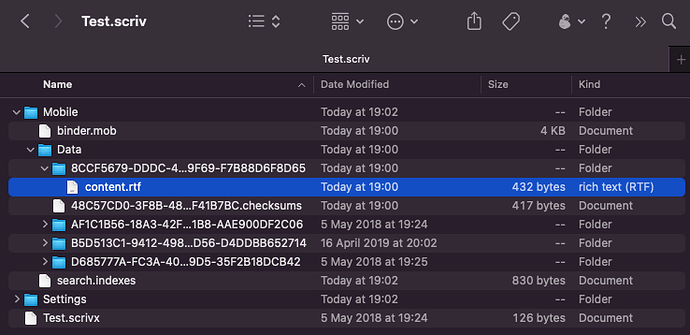 Test.scriv
Test.scriv
Name Date Modified Size Kind
Mobile Today at 19:02 -- Folder
binder.mob Today at 19:00 4 KB Document
Data Today at 19:00 -- Folder
8CCF5679-DDDC-4...9F69-F7B88D6F8D65 Today at 19:00 -- Folder
content.rtf Today at 19:00 432 bytes rich text (RTF)
48C57CD0-3F8B-48...F41B7BC.checksums Today at 19:00 417 bytes Document
AF1C1B56-18A3-42F...1B8-AAE900DF2C06 5 May 2018 at 19:24 -- Folder
B5D513C1-9412-498...D56-D4DDBB652714 16 April 2019 at 20:02 -- Folder
D685777A-FC3A-40...9D5-35F2B18DCB42 5 May 2018 at 19:25 -- Folder
search.indexes Today at 19:02 830 bytes Document
Settings Today at 19:02 -- Folder
Test.scrivx 5 May 2018 at 19:24 126 bytes Document